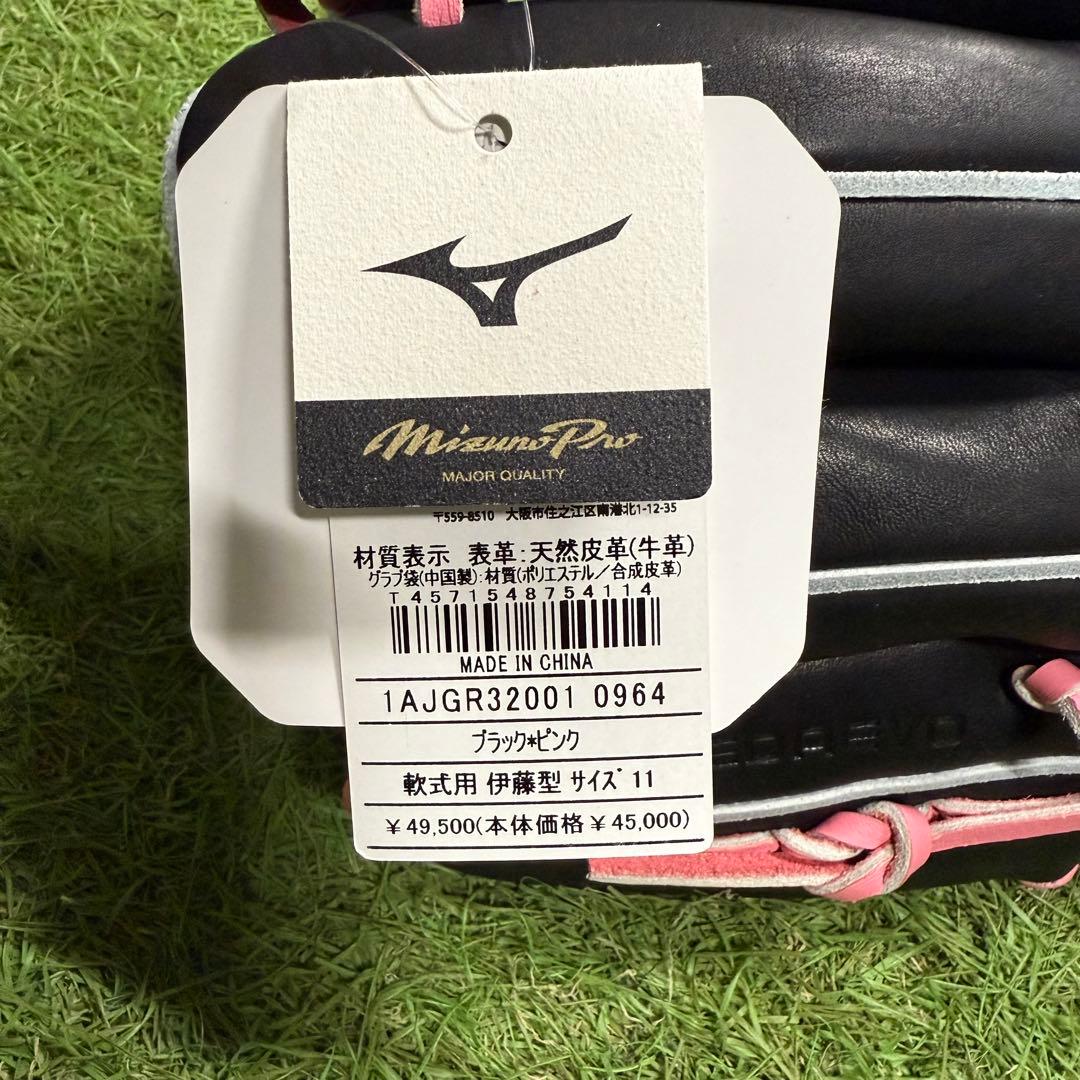 Mizuno Pro
MAJOR QUALITY
〒559-8510 大阪市住之江区南港北1-12-35
材質表示 表革:天然皮革(牛革)
グラブ袋(中国製):材質(ポリエステル/合成皮革)
T 4571548754114
MADE IN CHINA
1AJGR32001 0964
ブラック*ピンク
軟式用 伊藤型 サイズ 11
¥49,500(本体価格¥45,000)